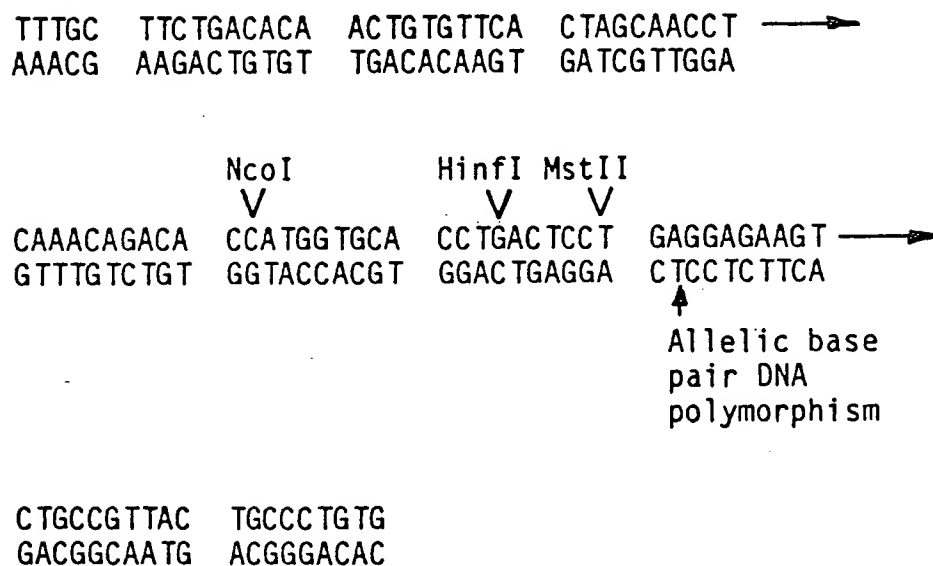 TTTGC TTCTGACACA ACTGTGTTCA CTAGCAACCT
AAACG AAGACTGTGT TGACACAAGT GATCGTTGGA
NcoI HinfI MstII
CAAACAGACA CCATGGTGCA CCTGACTCCT GAGGAGAAGT
GTTTGTCTGT GGTACCACGT GGACTGAGGA CTCCTCTTCA
Allelic base
pair DNA
polymorphism
CTGCCGTTAC TGCCCTGTG
GACGGCAATG ACGGGACAC